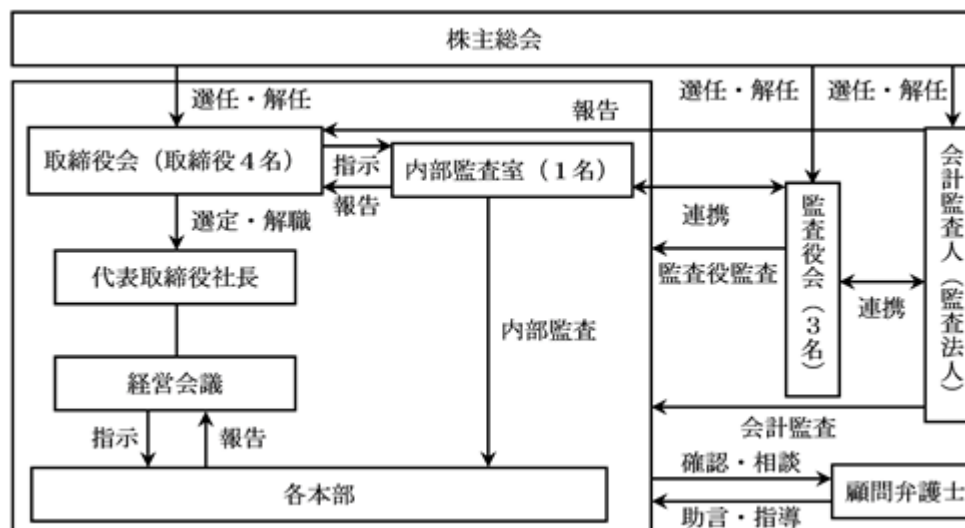 株主総会
選任・解任
選任・解任
選任・解任
報告
取締役会（取締役４名）
指示
報告
内部監査室（１名）
連携
監査役会（３名）
会計監査人（監査法人）
選定・解職
監査役監査
代表取締役社長
連携
内部監査
経営会議
会計監査
指示
報告
確認・相談
各本部
顧問弁護士
助言・指導